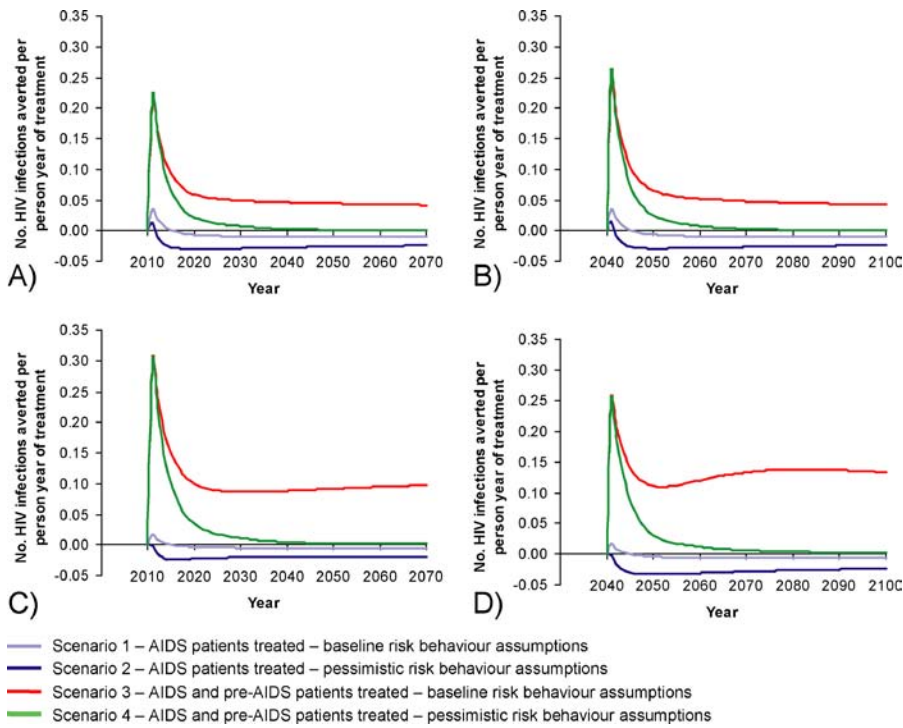 0.35
0.30
0.25
0.20
0.15
0.10
0.05
0.00
-0.05
No. HIV infections averted per
person year of treatment
2010 2020 2030 2040 2050 2060 2070
Year
A)
0.35
0.30
0.25
0.20
0.15
0.10
0.05
0.00
-0.05
No. HIV infections averted per
person year of treatment
2040 2050 2060 2070 2080 2090 2100
Year
B)
0.35
0.30
0.25
0.20
0.15
0.10
0.05
0.00
-0.05
No. HIV infections averted per
person year of treatment
2010 2020 2030 2040 2050 2060 2070
Year
C)
0.35
0.30
0.25
0.20
0.15
0.10
0.05
0.00
-0.05
No. HIV infections averted per
person year of treatment
2040 2050 2060 2070 2080 2090 2100
Year
D)
Scenario 1 – AIDS patients treated – baseline risk behaviour assumptions
Scenario 2 – AIDS patients treated – pessimistic risk behaviour assumptions
Scenario 3 – AIDS and pre-AIDS patients treated – baseline risk behaviour assumptions
Scenario 4 – AIDS and pre-AIDS patients treated – pessimistic risk behaviour assumptions